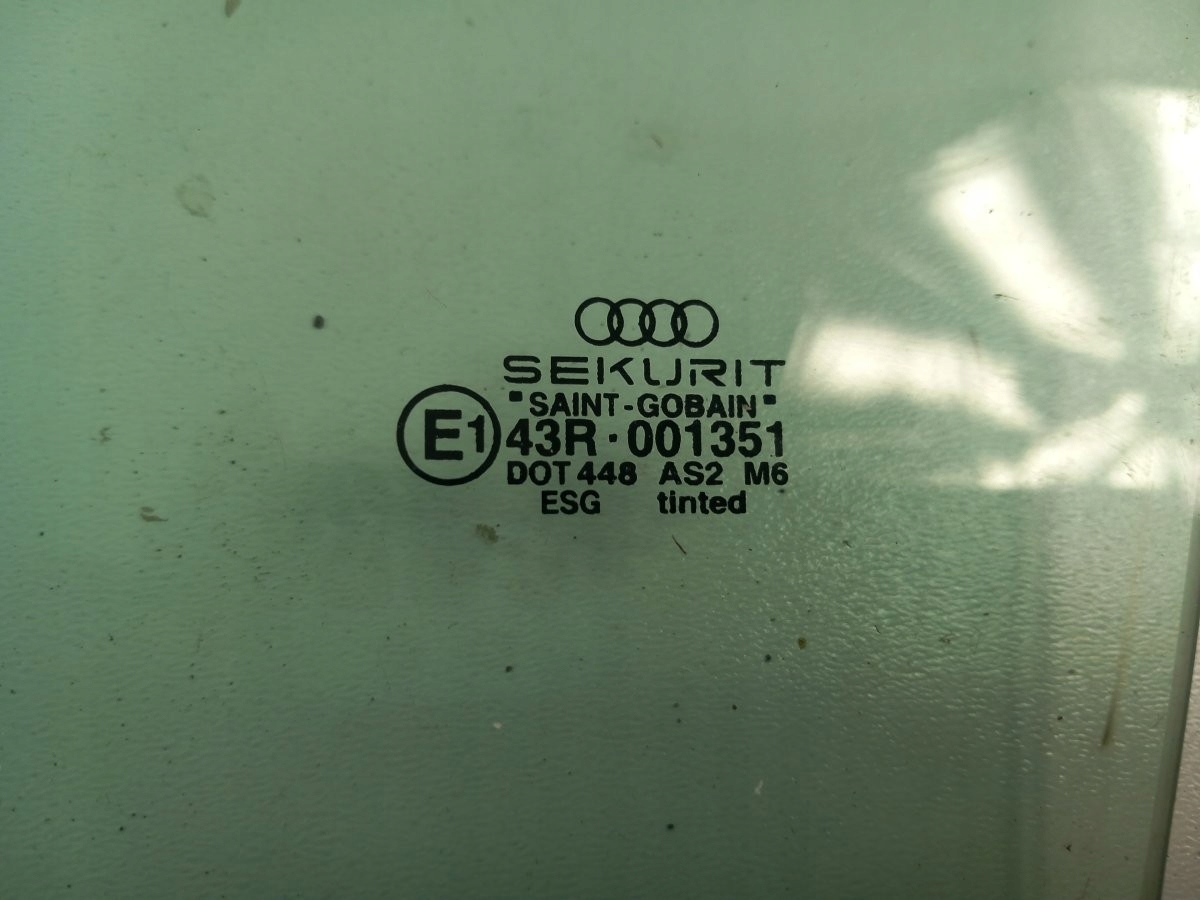 SEKURIT
"SAINT-GOBAIN"
E1 43R·001351
DOT 448 AS2 M6
ESG tinted